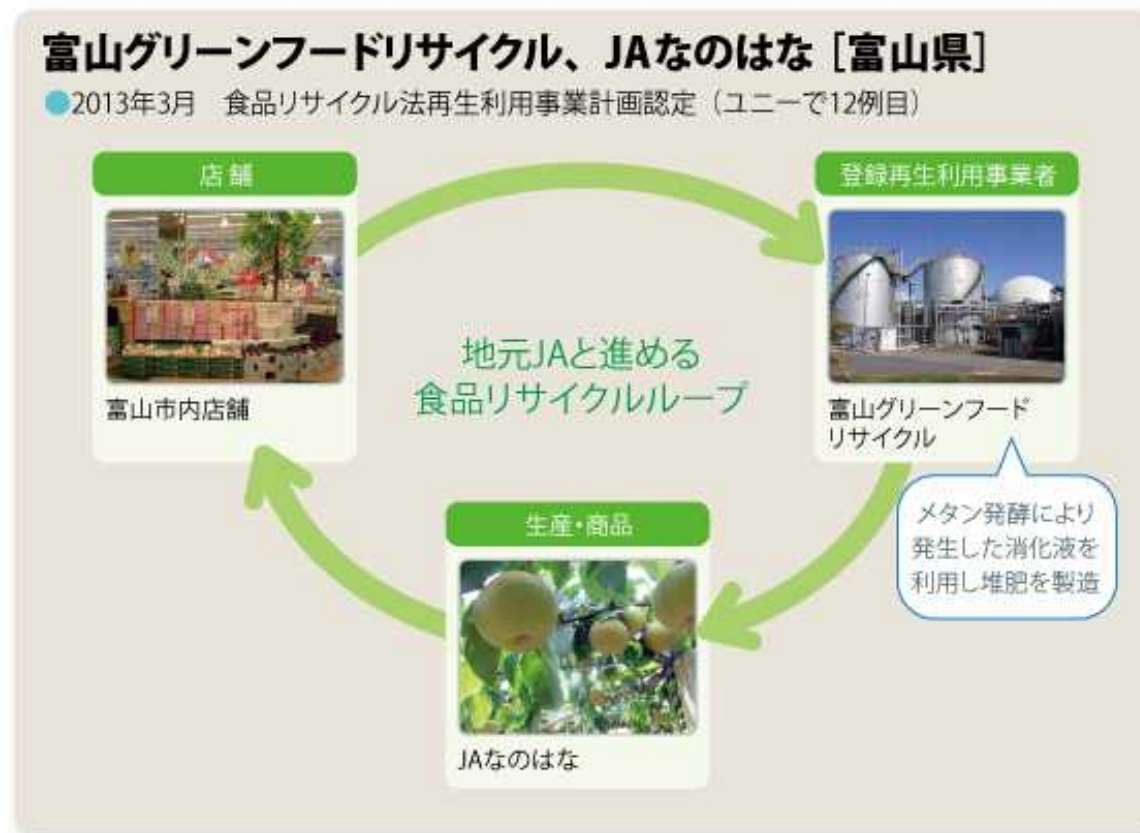 富山グリーンフードリサイクル、JAなのはな［富山県］
●2013年3月　食品リサイクル法再生利用事業計画認定（ユニーで12例目）
店舗
富山市内店舗
登録再生利用事業者
富山グリーンフード
リサイクル
メタン発酵により
発生した消化液を
利用し堆肥を製造
地元JAと進める
食品リサイクルループ
生産・商品
JAなのはな